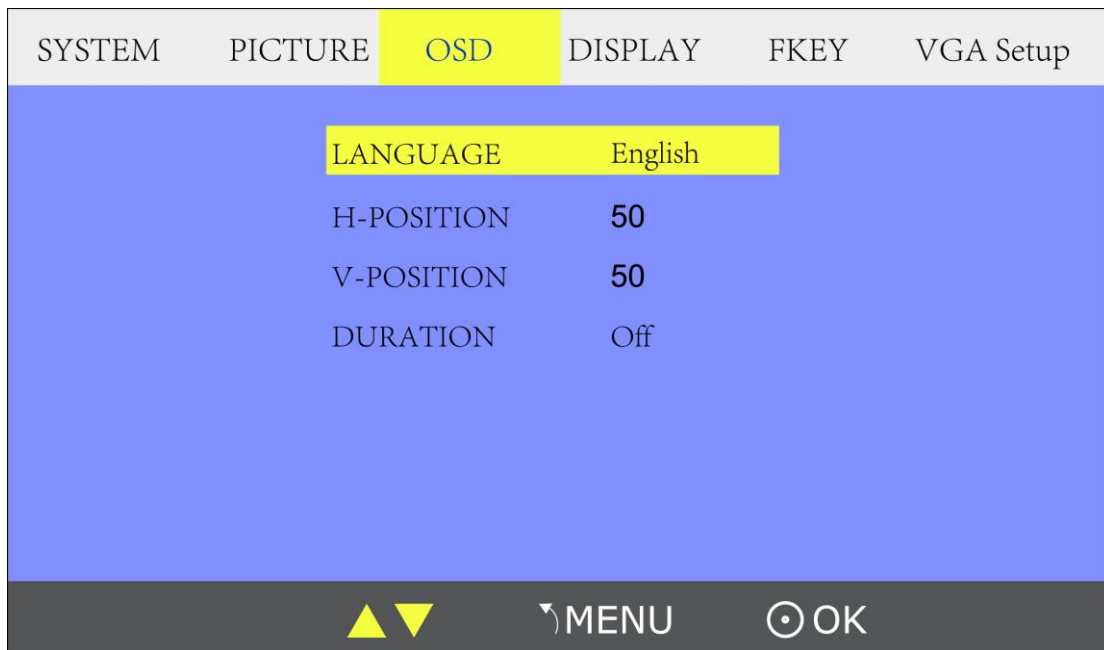 SYSTEM PICTURE OSD DISPLAY FKEY VGA Setup
LANGUAGE English
H-POSITION 50
V-POSITION 50
DURATION Off
MENU OK